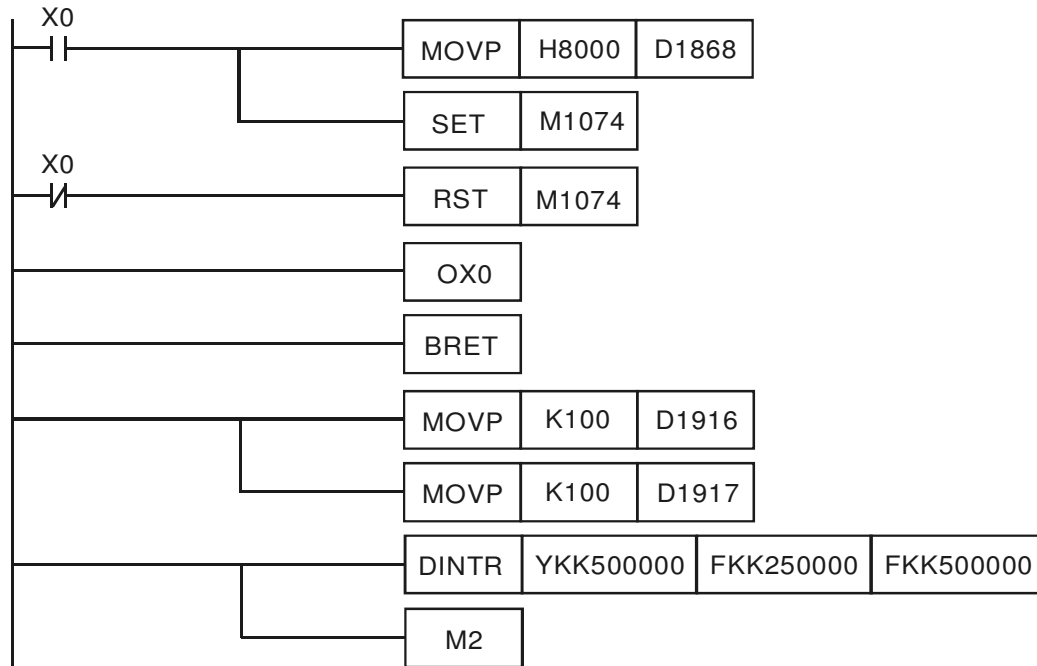 X0
MOVP H8000 D1868
SET M1074
X0
RST M1074
OX0
BRET
MOVP K100 D1916
MOVP K100 D1917
DINTR YKK500000 FKK250000 FKK500000
M2